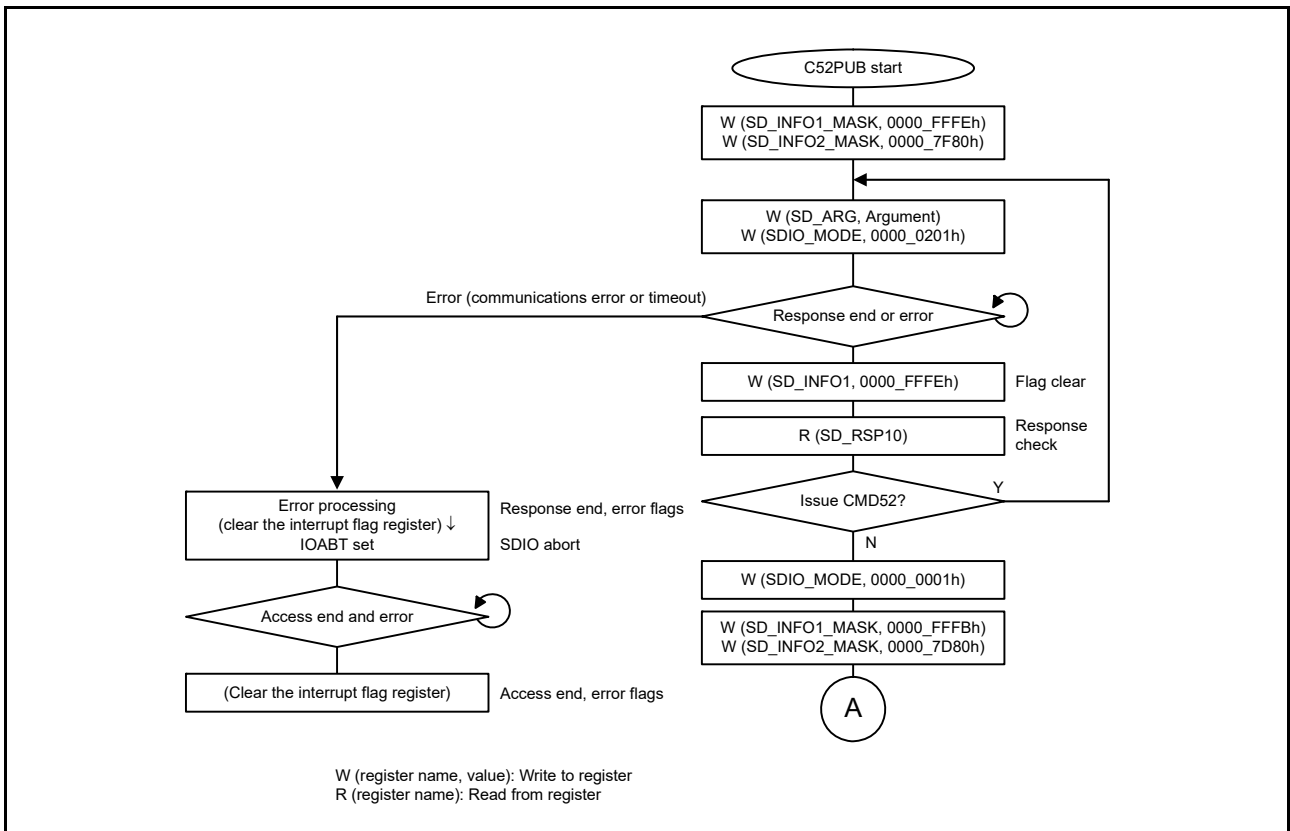 C52PUB start
W (SD_INFO1_MASK, 0000_FFFEh)
W (SD_INFO2_MASK, 0000_7F80h)
W (SD_ARG, Argument)
W (SDIO_MODE, 0000_0201h)
Error (communications error or timeout)
Response end or error
W (SD_INFO1, 0000_FFFEh)
Flag clear
R (SD_RSP10)
Response
check
Issue CMD52?
Y
N
Error processing
(clear the interrupt flag register) ↓
IOABT set
Response end, error flags
SDIO abort
Access end and error
(Clear the interrupt flag register)
Access end, error flags
W (SDIO_MODE, 0000_0001h)
W (SD_INFO1_MASK, 0000_FFFBh)
W (SD_INFO2_MASK, 0000_7D80h)
A
W (register name, value): Write to register
R (register name): Read from register